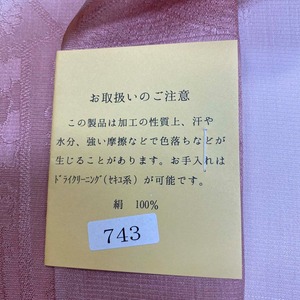 お取扱いのご注意
この製品は加工の性質上、汗や
水分、強い摩擦などで色落ちなどが
生じることがあります。お手入れは
ﾄﾞﾗｲｸﾘｰﾆﾝｸﾞ(ｾｷﾕ系)が可能です。
絹 100%
743